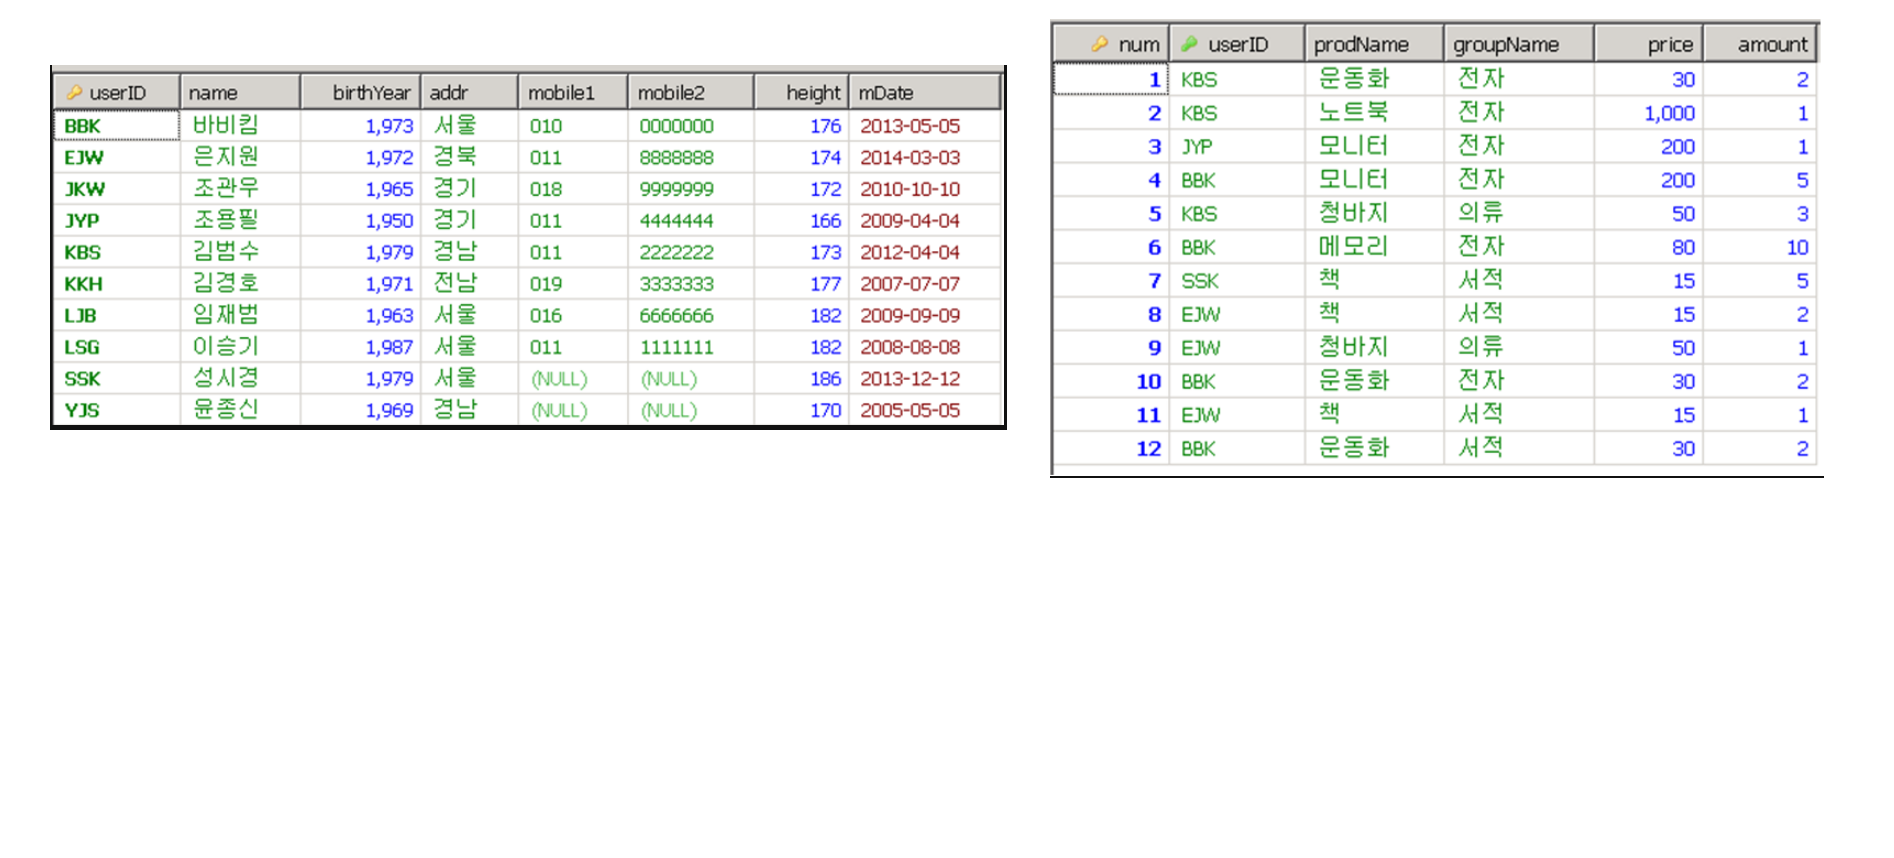 userID name birthYear addr mobile1 mobile2 height mDate
BBK 바비킴 1,973 서울 010 0000000 176 2013-05-05
EJW 은지원 1,972 경북 011 8888888 174 2014-03-03
JKW 조관우 1,965 경기 018 9999999 172 2010-10-10
JYP 조용필 1,950 경기 011 4444444 166 2009-04-04
KBS 김범수 1,979 경남 011 2222222 173 2012-04-04
KKH 김경호 1,971 전남 019 3333333 177 2007-07-07
LJB 임재범 1,963 서울 016 6666666 182 2009-09-09
LSG 이승기 1,987 서울 011 1111111 182 2008-08-08
SSK 성시경 1,979 서울 (NULL) (NULL) 186 2013-12-12
YJS 윤종신 1,969 경남 (NULL) (NULL) 170 2005-05-05
num userID prodName groupName price amount
1 KBS 운동화 전자 30 2
2 KBS 노트북 전자 1,000 1
3 JYP 모니터 전자 200 1
4 BBK 모니터 전자 200 5
5 KBS 청바지 의류 50 3
6 BBK 메모리 전자 80 10
7 SSK 책 서적 15 5
8 EJW 책 서적 15 2
9 EJW 청바지 의류 50 1
10 BBK 운동화 전자 30 2
11 EJW 책 서적 15 1
12 BBK 운동화 서적 30 2